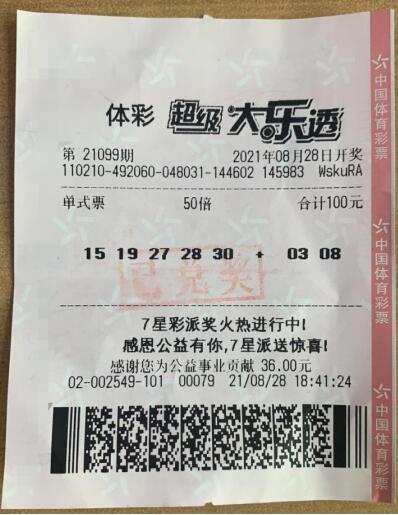 体彩 超级大乐透
第 21099期 2021年08月28日开奖
110210-492060-048031-144602 145983 WskuRA
单式票 50倍 合计100元
15 19 27 28 30 + 03 08
已兑奖
7星彩派奖火热进行中!
感恩公益有你,7星派送惊喜!
感谢您为公益事业贡献 36.00元
02-002549-101 00079 21/08/28 18:41:24
中国体育彩票
中国体育彩票
中国体育彩票